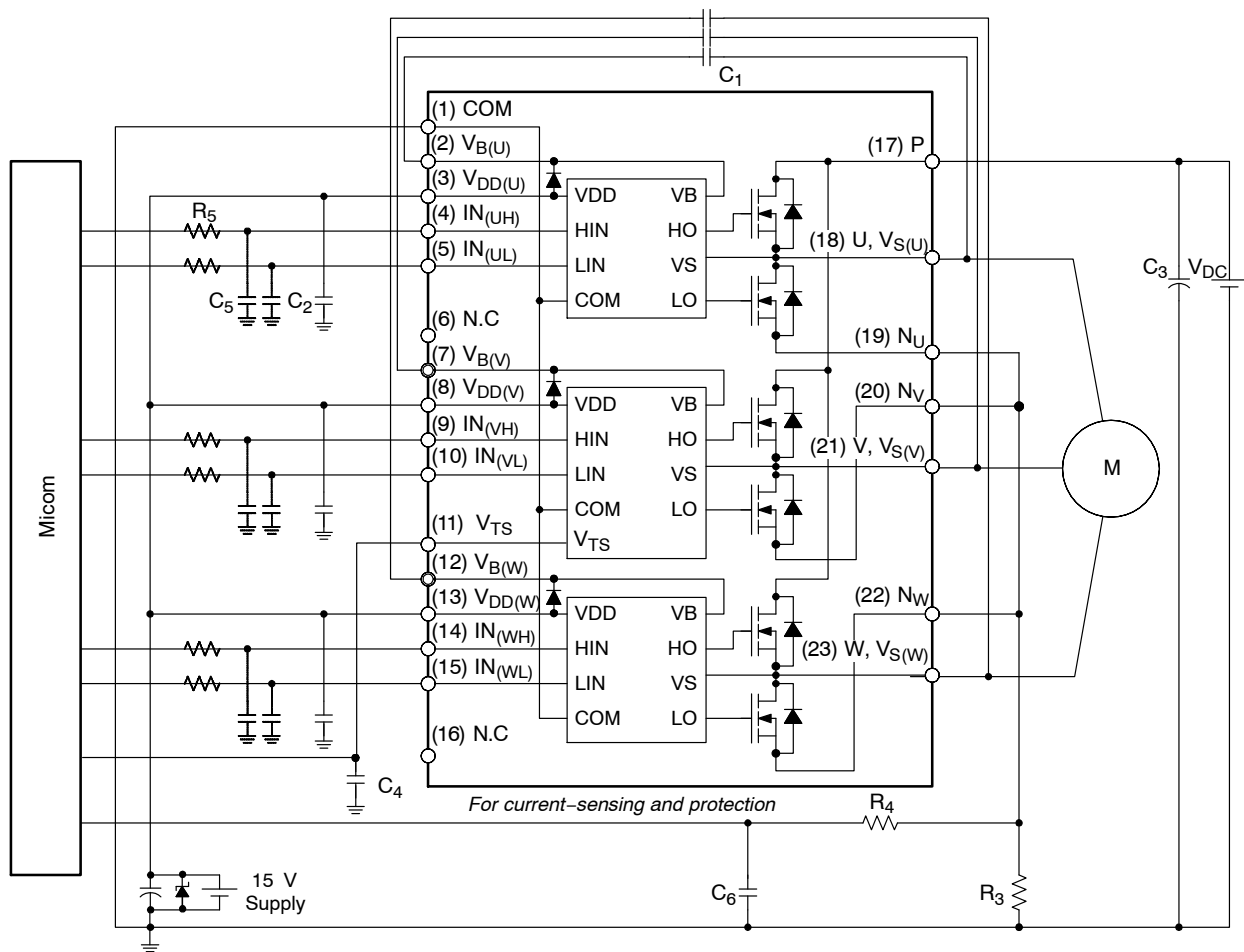 C1
(1) COM
(2) VB(U)
(17) P
(3) VDD(U)
VDD
VB
R5
(4) IN(UH)
HIN
HO
(18) U, VS(U)
(5) IN(UL)
LIN
VS
C3
VDC
C5
C2
COM
LO
(6) N.C
(19) NU
(7) VB(V)
(8) VDD(V)
(20) NV
VDD
VB
(9) IN(VH)
HIN
HO
(21) V, VS(V)
(10) IN(VL)
LIN
VS
M
Micom
COM
LO
(11) VTS
VTS
(12) VB(W)
(13) VDD(W)
(22) NW
VDD
VB
(14) IN(WH)
HIN
HO
(23) W, VS(W)
(15) IN(WL)
LIN
VS
COM
LO
(16) N.C
C4
For current–sensing and protection
R4
15 V
Supply
C6
R3